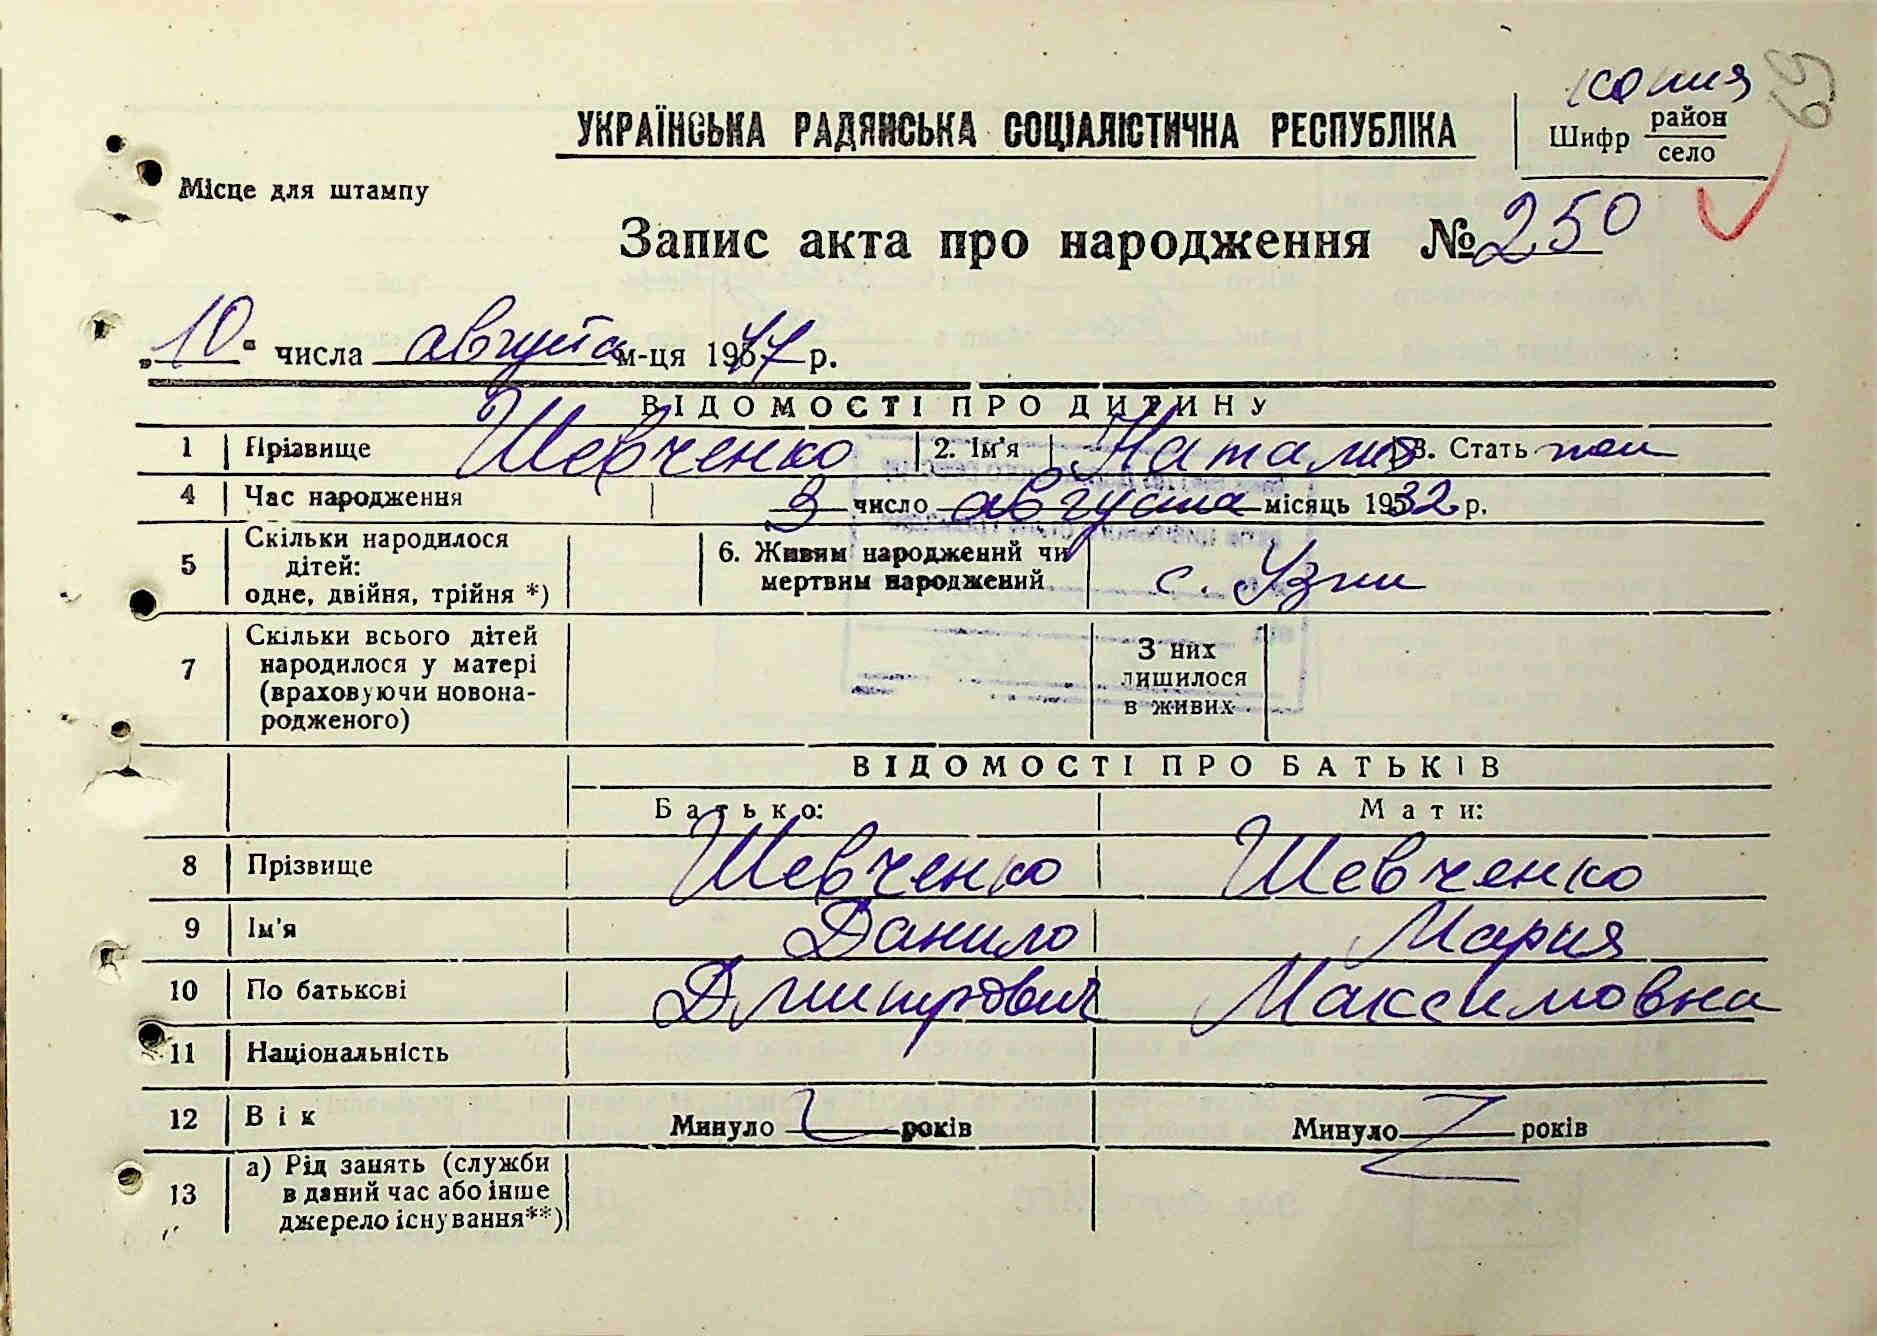 копия
69
УКРАЇНСЬКА РАДЯНСЬКА СОЦІАЛІСТИЧНА РЕСПУБЛІКА
Шифр район
село
Місце для штампу
Запис акта про народження № 250
„10“ числа августа м-ця 1947 р.
ВІДОМОСТІ ПРО ДИТИНУ
1 Прізвище Шевченко 2. Ім'я Наталия 3. Стать жен
4 Час народження 3 число августа місяць 1932 р.
5 Скільки народилося дітей: одне, двійня, трійня *) 6. Живим народжений чи мертвим народжений с. Узин
7 Скільки всього дітей народилося у матері (враховуючи новонародженого) З них лишилося в живих
ВІДОМОСТІ ПРО БАТЬКІВ
Батько: Мати:
8 Прізвище Шевченко Шевченко
9 Ім'я Данило Мария
10 По батькові Дмитрович Максимовна
11 Національність
12 Вік Минуло років Минуло років
13 а) Рід занять (служби в даний час або інше джерело існування**)